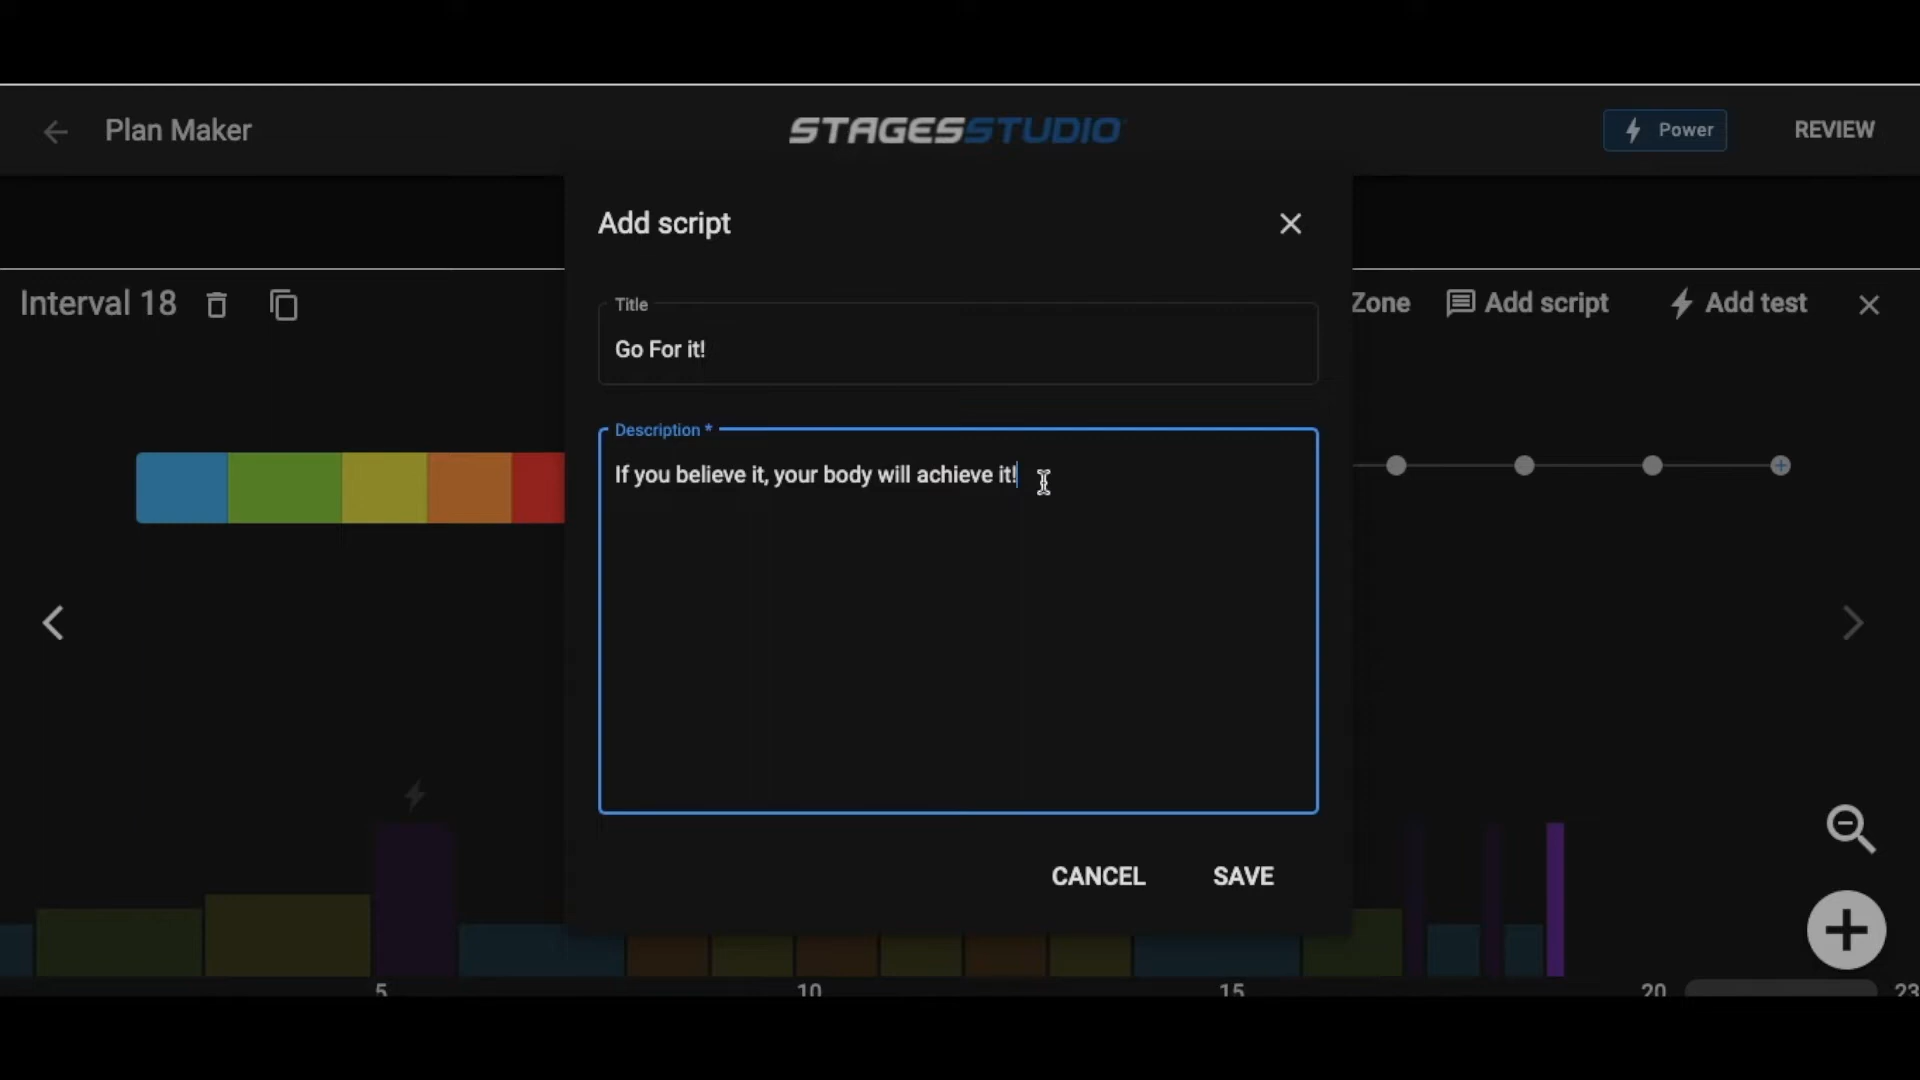 Plan Maker
STAGESSTUDIO
Power
REVIEW
Add script
Interval 18
Zone
Add script
Add test
Title
Go For it!
Description *
If you believe it, your body will achieve it!
CANCEL
SAVE
5
10
15
20
23